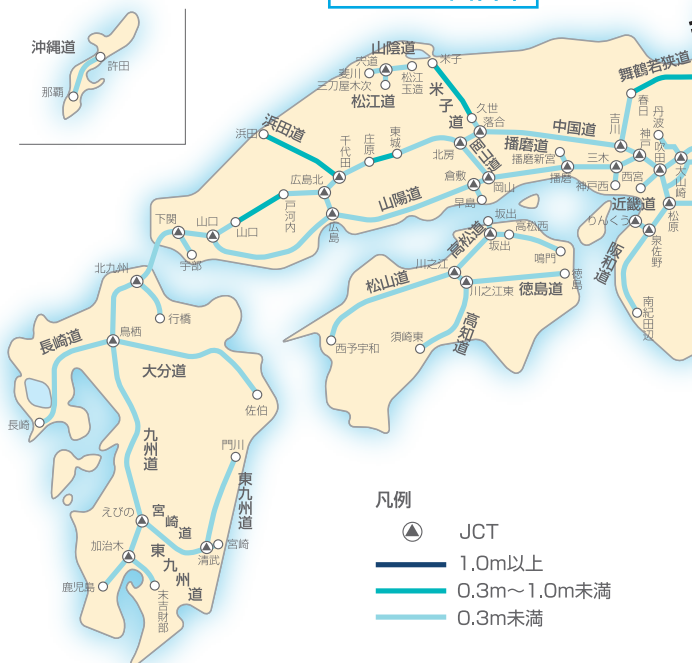 沖縄道
許田
那覇
山陰道
宍道
斐川
三刀屋木次
松江玉造
米子
松江道
米子道
舞鶴若狭道
春日
丹波
浜田道
浜田
千代田
庄原
東城
久世
落合
北房
岡山道
中国道
播磨道
播磨新宮
播磨
吉川
神戸
吹田
三木
西宮
神戸西
大山崎
近畿道
りんくう
松原
泉佐野
阪和道
南紀田辺
広島北
戸河内
山口
山口
下関
宇部
広島
山陽道
倉敷
早島
岡山
坂出
坂出
高松道
高松西
鳴門
川之江
川之江東
松山道
徳島道
徳島
高知道
須崎東
西予宇和
北九州
行橋
鳥栖
長崎道
長崎
大分道
佐伯
九州道
門川
東九州道
えびの
宮崎道
宮崎
清武
加治木
東九州道
鹿児島
末吉財部
凡例
JCT
1.0m以上
0.3m〜1.0m未満
0.3m未満